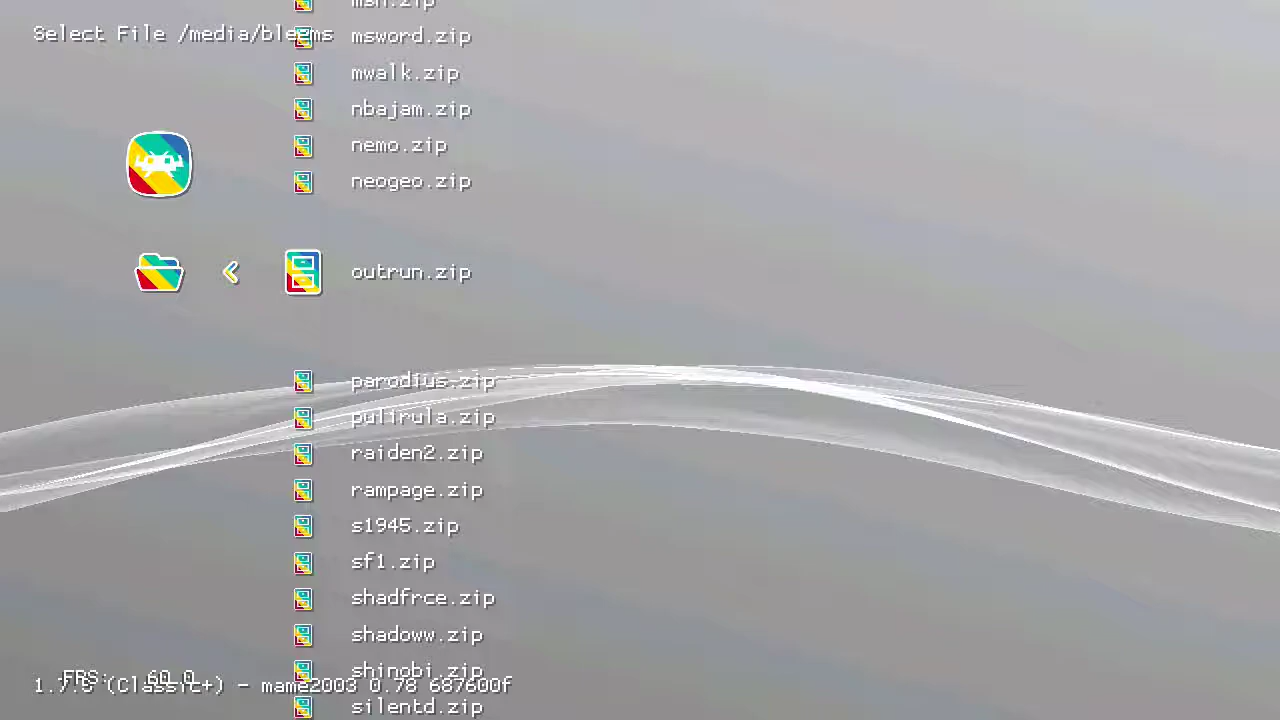 msn.zip
Select File /media/bleems
msword.zip
mwalk.zip
nbajam.zip
nemo.zip
neogeo.zip
outrun.zip
parodius.zip
pulirula.zip
raiden2.zip
rampage.zip
s1945.zip
sf1.zip
shadfrce.zip
shadoww.zip
shinobi.zip
FPS: 60.0
1.7.5 (Classic+) - mame2003 0.78 687600f
silentd.zip